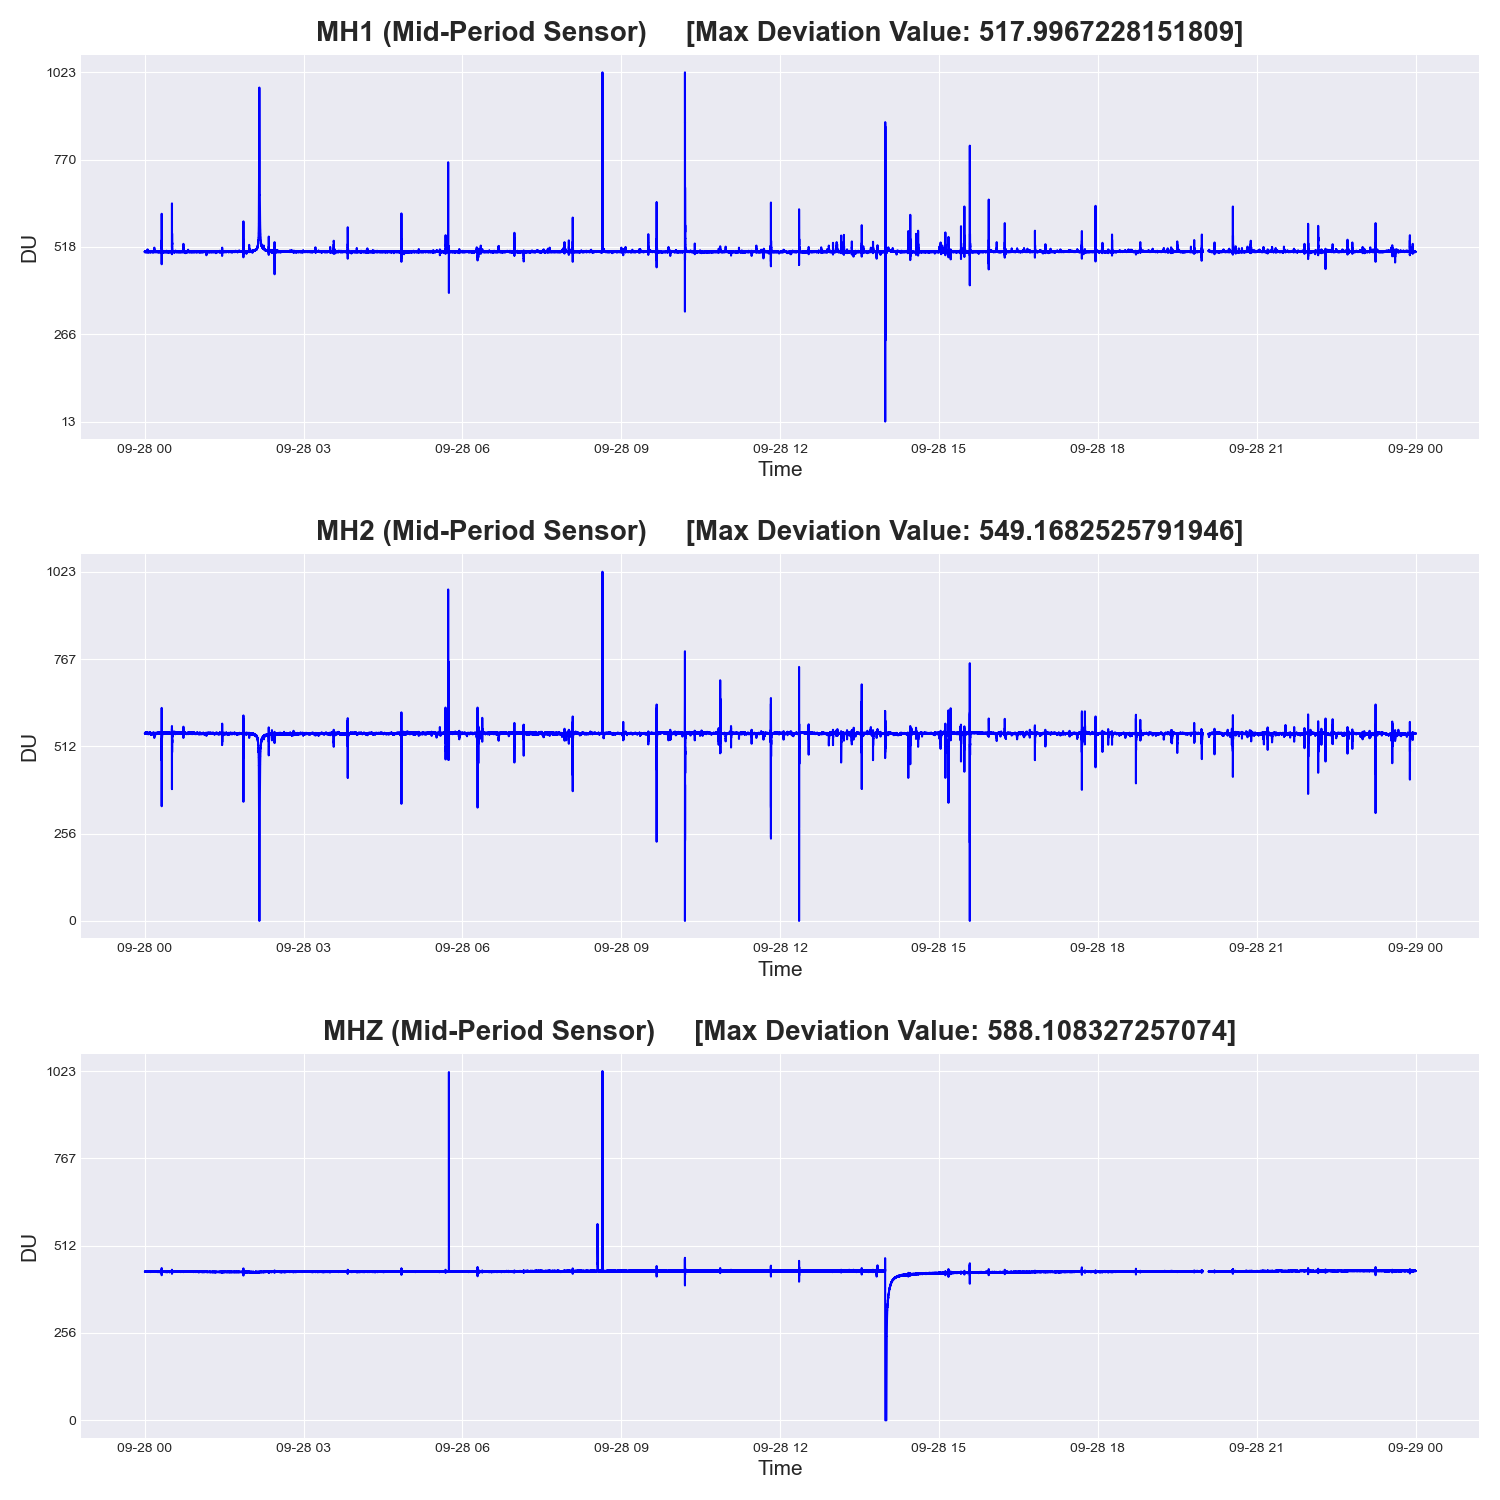 MH1 (Mid-Period Sensor) [Max Deviation Value: 517.9967228151809]
1023
770
518
266
13
DU
09-28 00 09-28 03 09-28 06 09-28 09 09-28 12 09-28 15 09-28 18 09-28 21 09-29 00
Time
MH2 (Mid-Period Sensor) [Max Deviation Value: 549.1682525791946]
1023
767
512
256
0
DU
09-28 00 09-28 03 09-28 06 09-28 09 09-28 12 09-28 15 09-28 18 09-28 21 09-29 00
Time
MHZ (Mid-Period Sensor) [Max Deviation Value: 588.108327257074]
1023
767
512
256
0
DU
09-28 00 09-28 03 09-28 06 09-28 09 09-28 12 09-28 15 09-28 18 09-28 21 09-29 00
Time